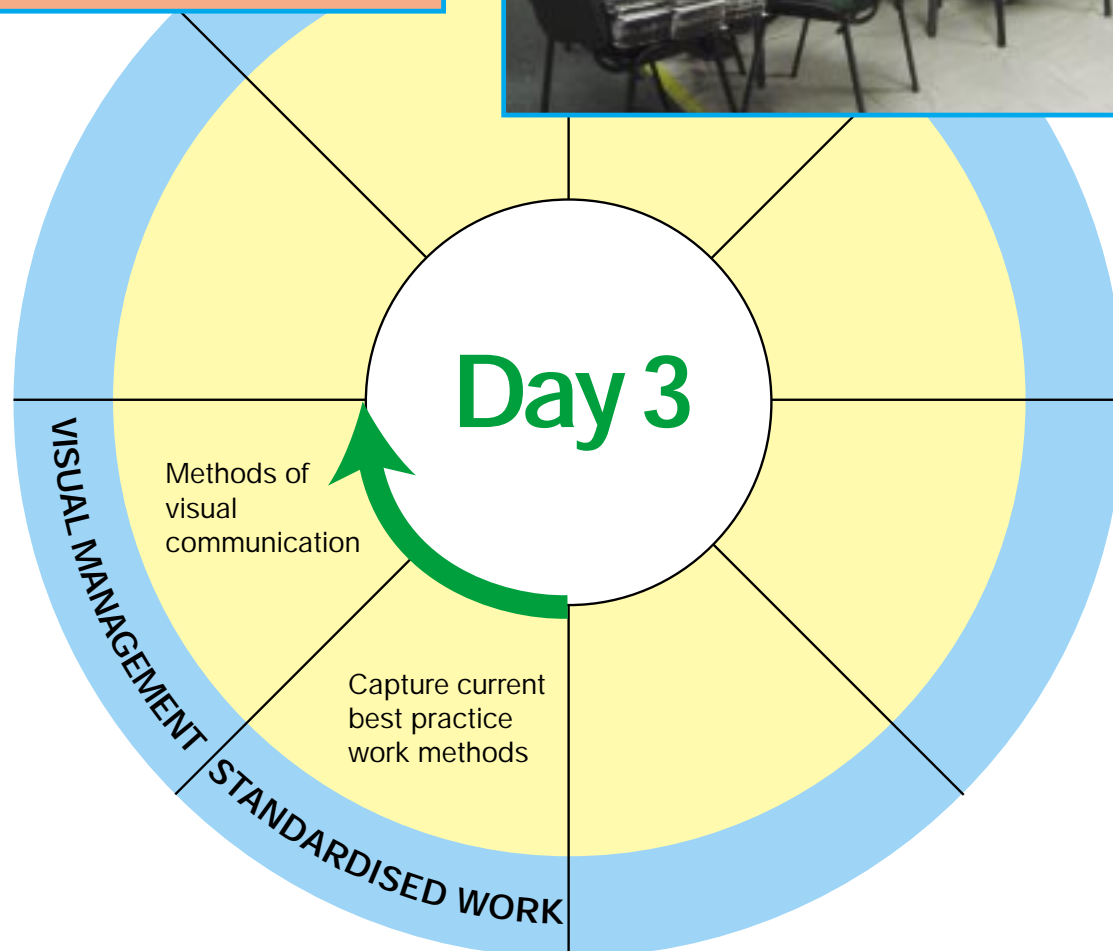 Day 3
Methods of
visual
communication
VISUAL MANAGEMENT
Capture current
best practice
work methods
STANDARDISED WORK